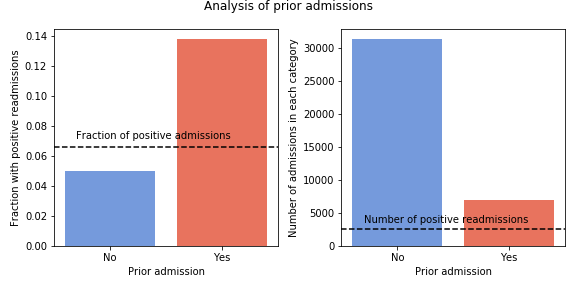 Analysis of prior admissions
Fraction with positive readmissions
0.14
0.12
0.10
0.08
0.06
0.04
0.02
0.00
Fraction of positive admissions
No
Yes
Prior admission
Number of admissions in each category
30000
25000
20000
15000
10000
5000
0
Number of positive readmissions
No
Yes
Prior admission